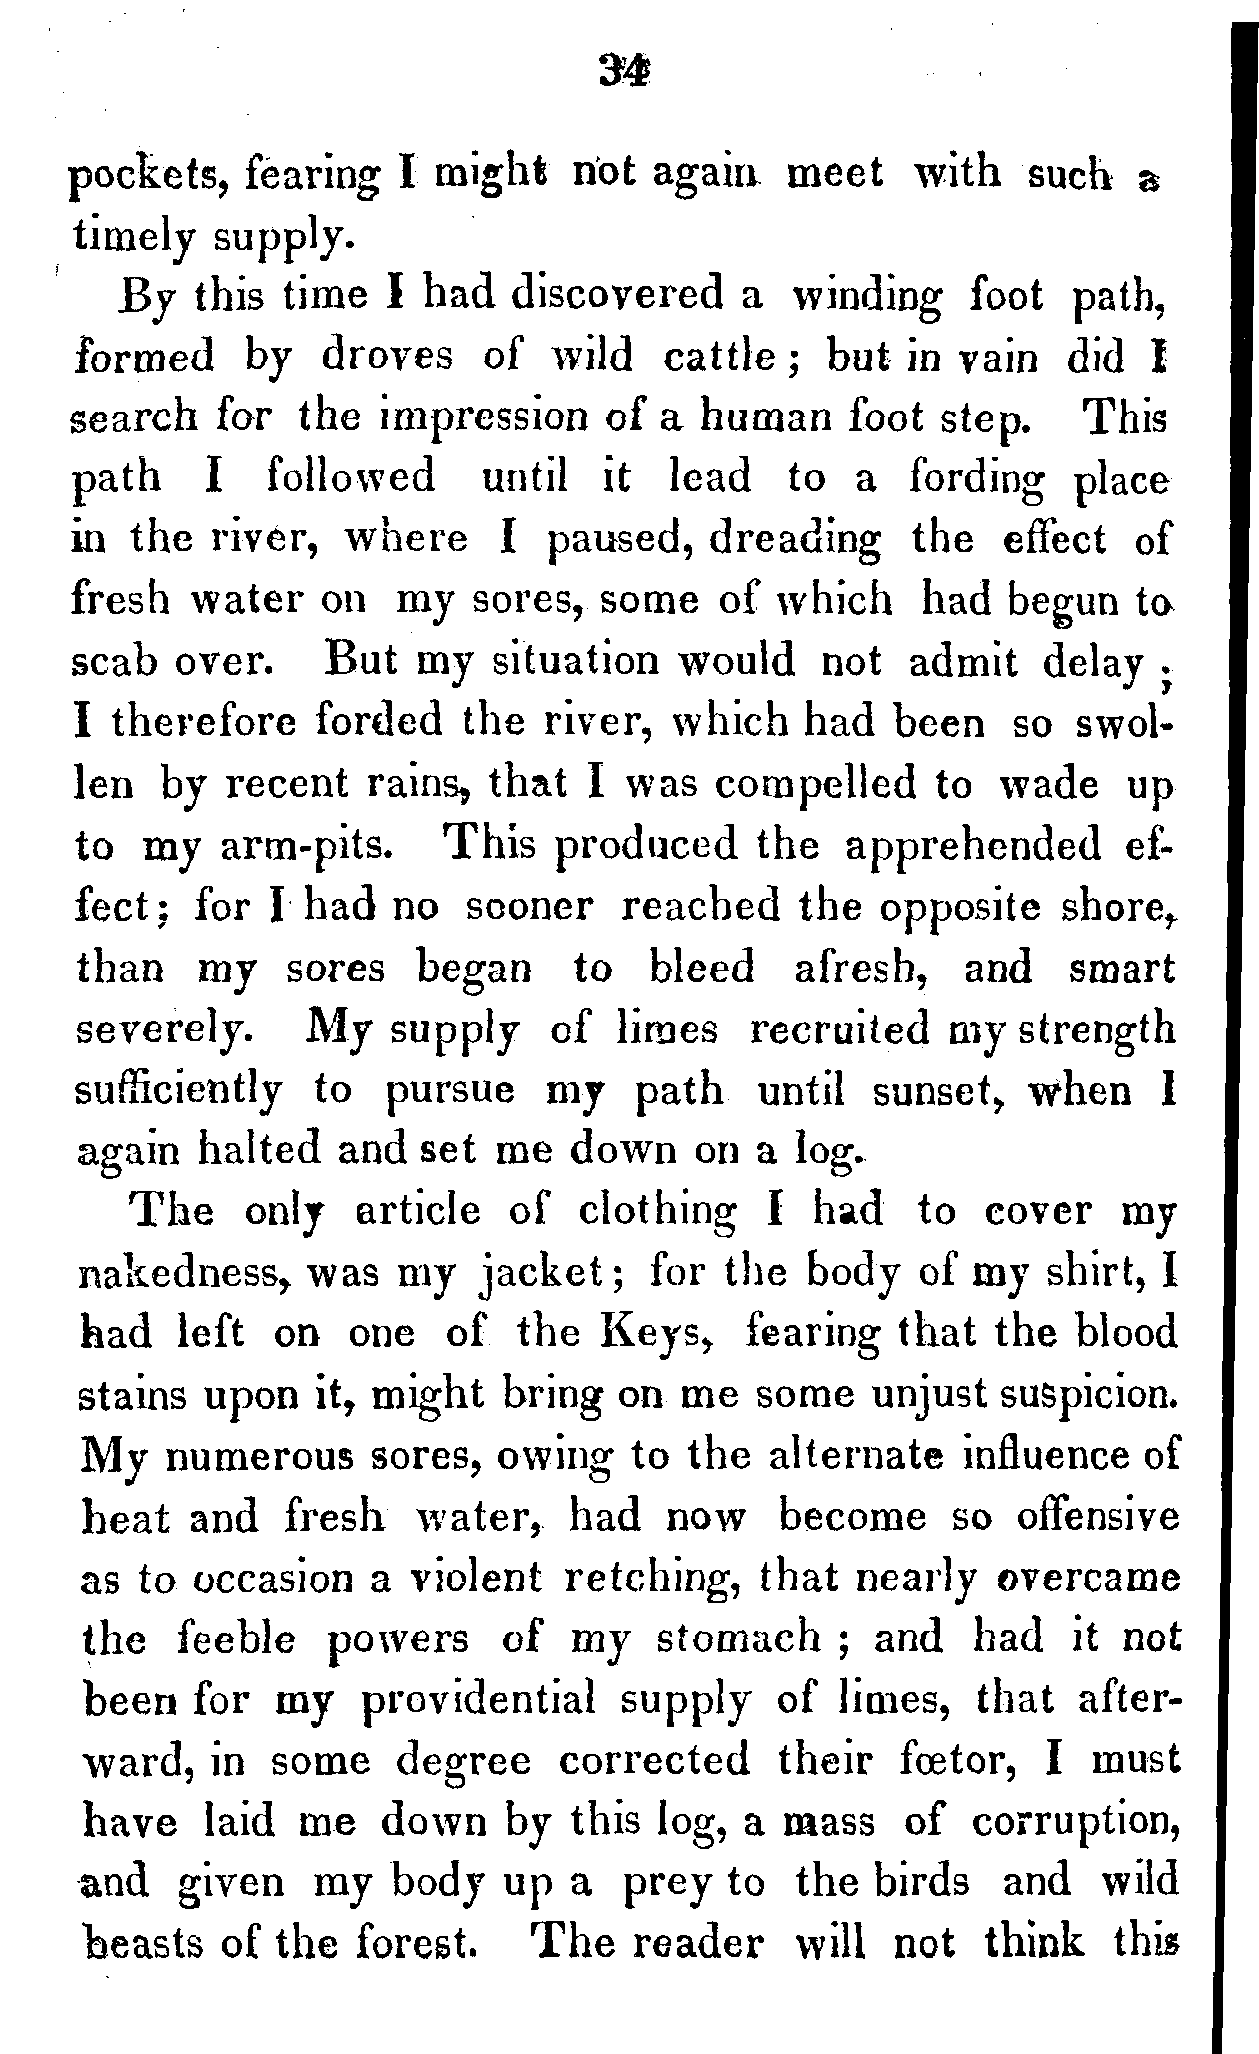 34
pockets, fearing I might not again meet with such a
timely supply.
By this time I had discovered a winding foot path,
formed by droves of wild cattle ; but in vain did I
search for the impression of a human foot step. This
path I followed until it lead to a fording place
in the river, where I paused, dreading the effect of
fresh water on my sores, some of which had begun to
scab over. But my situation would not admit delay ;
I therefore forded the river, which had been so swol-
len by recent rains, that I was compelled to wade up
to my arm-pits. This produced the apprehended ef-
fect; for I had no sooner reached the opposite shore,
than my sores began to bleed afresh, and smart
severely. My supply of limes recruited my strength
sufficiently to pursue my path until sunset, when I
again halted and set me down on a log.
The only article of clothing I had to cover my
nakedness, was my jacket; for the body of my shirt, I
had left on one of the Keys, fearing that the blood
stains upon it, might bring on me some unjust suspicion.
My numerous sores, owing to the alternate influence of
heat and fresh water, had now become so offensive
as to occasion a violent retching, that nearly overcame
the feeble powers of my stomach ; and had it not
been for my providential supply of limes, that after-
ward, in some degree corrected their fœtor, I must
have laid me down by this log, a mass of corruption,
and given my body up a prey to the birds and wild
beasts of the forest. The reader will not think this